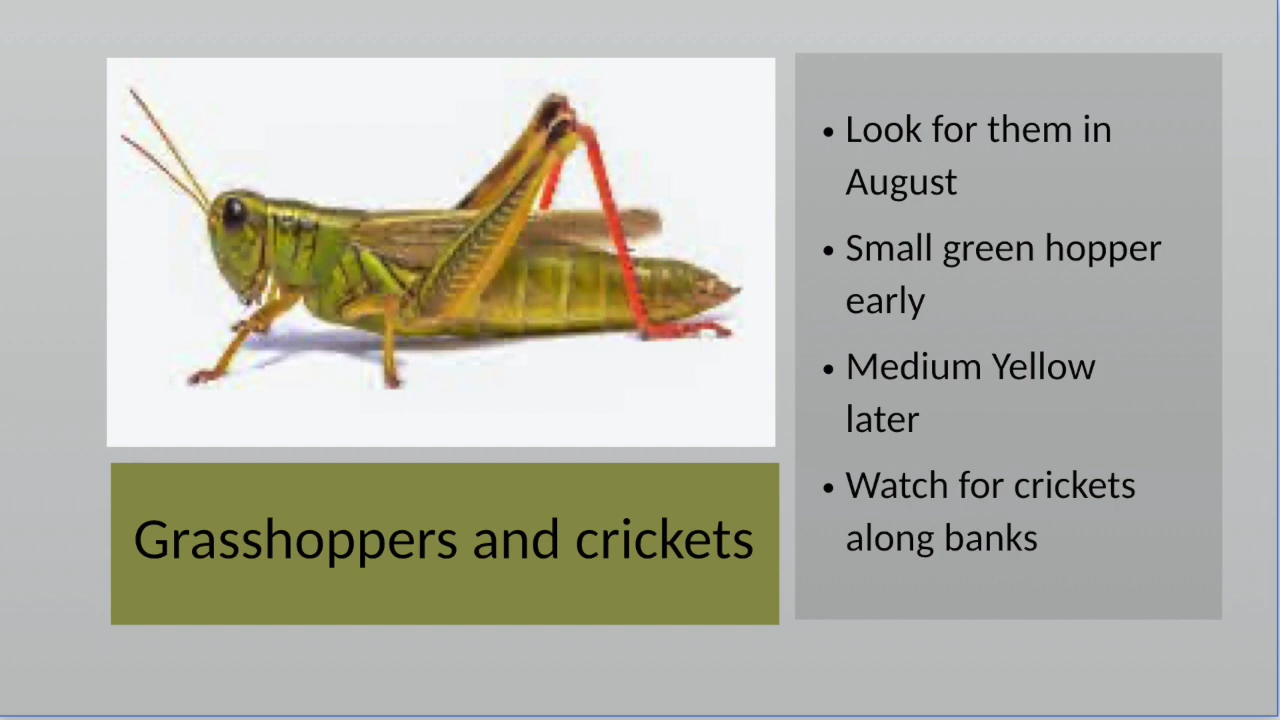 • Look for them in
August
• Small green hopper
early
• Medium Yellow
later
• Watch for crickets
along banks
Grasshoppers and crickets